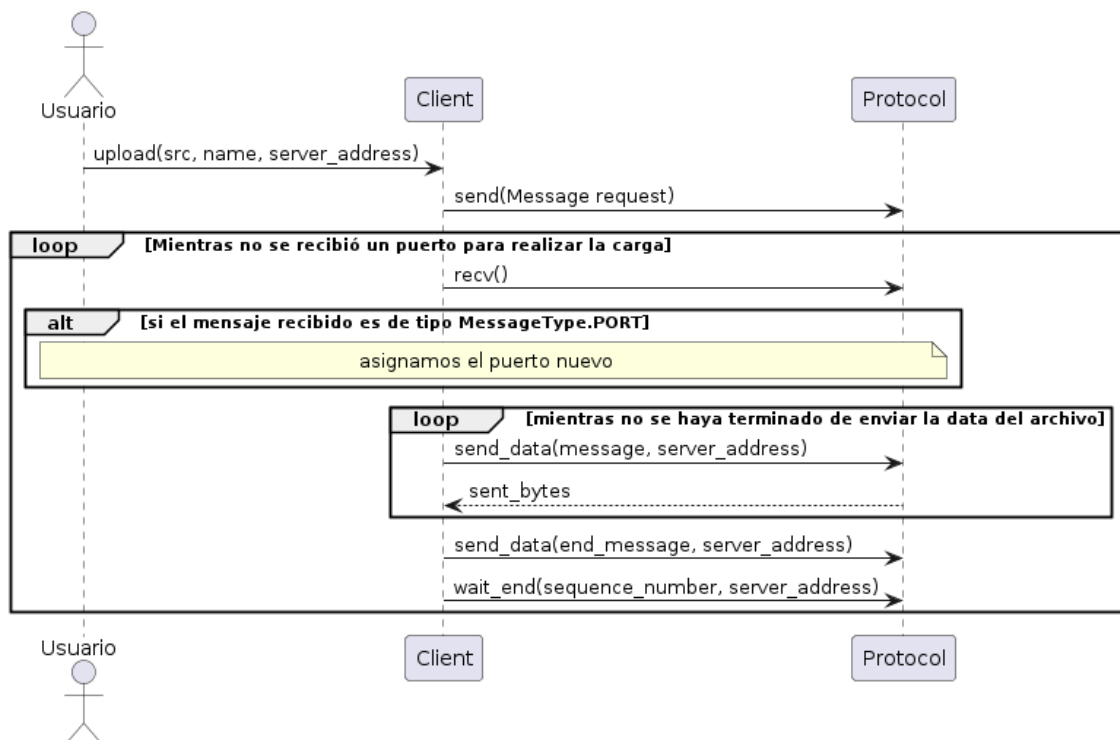 Usuario
Client
Protocol
upload(src, name, server_address)
send(Message request)
loop [Mientras no se recibió un puerto para realizar la carga]
recv()
alt [si el mensaje recibido es de tipo MessageType.PORT]
asignamos el puerto nuevo
loop [mientras no se haya terminado de enviar la data del archivo]
send_data(message, server_address)
sent_bytes
send_data(end_message, server_address)
wait_end(sequence_number, server_address)
Usuario
Client
Protocol